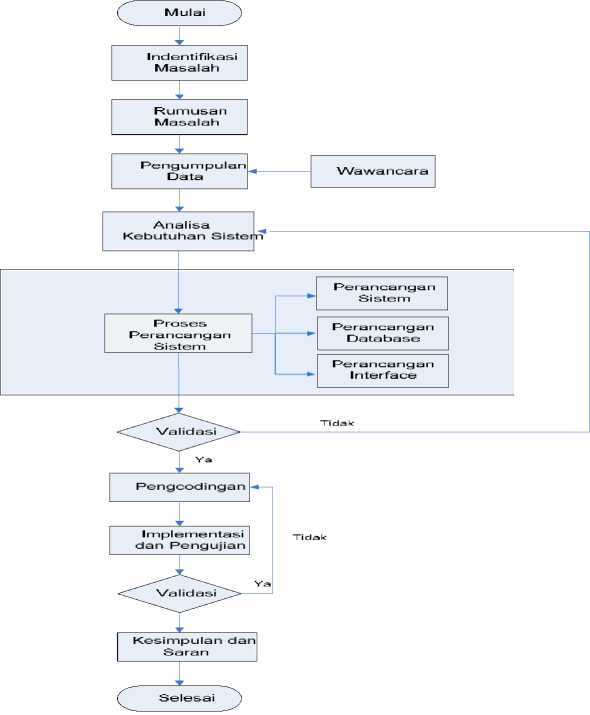 Mulai
Indentifikasi
Masalah
Rumusan
Masalah
Pengumpulan
Data
Wawancara
Analisa
Kebutuhan Sistem
Perancangan
Sistem
Proses
Perancangan
Sistem
Perancangan
Database
Perancangan
Interface
Validasi
Tidak
Ya
Pengcodingan
Implementasi
dan Pengujian
Tidak
Ya
Validasi
Kesimpulan dan
Saran
Selesai